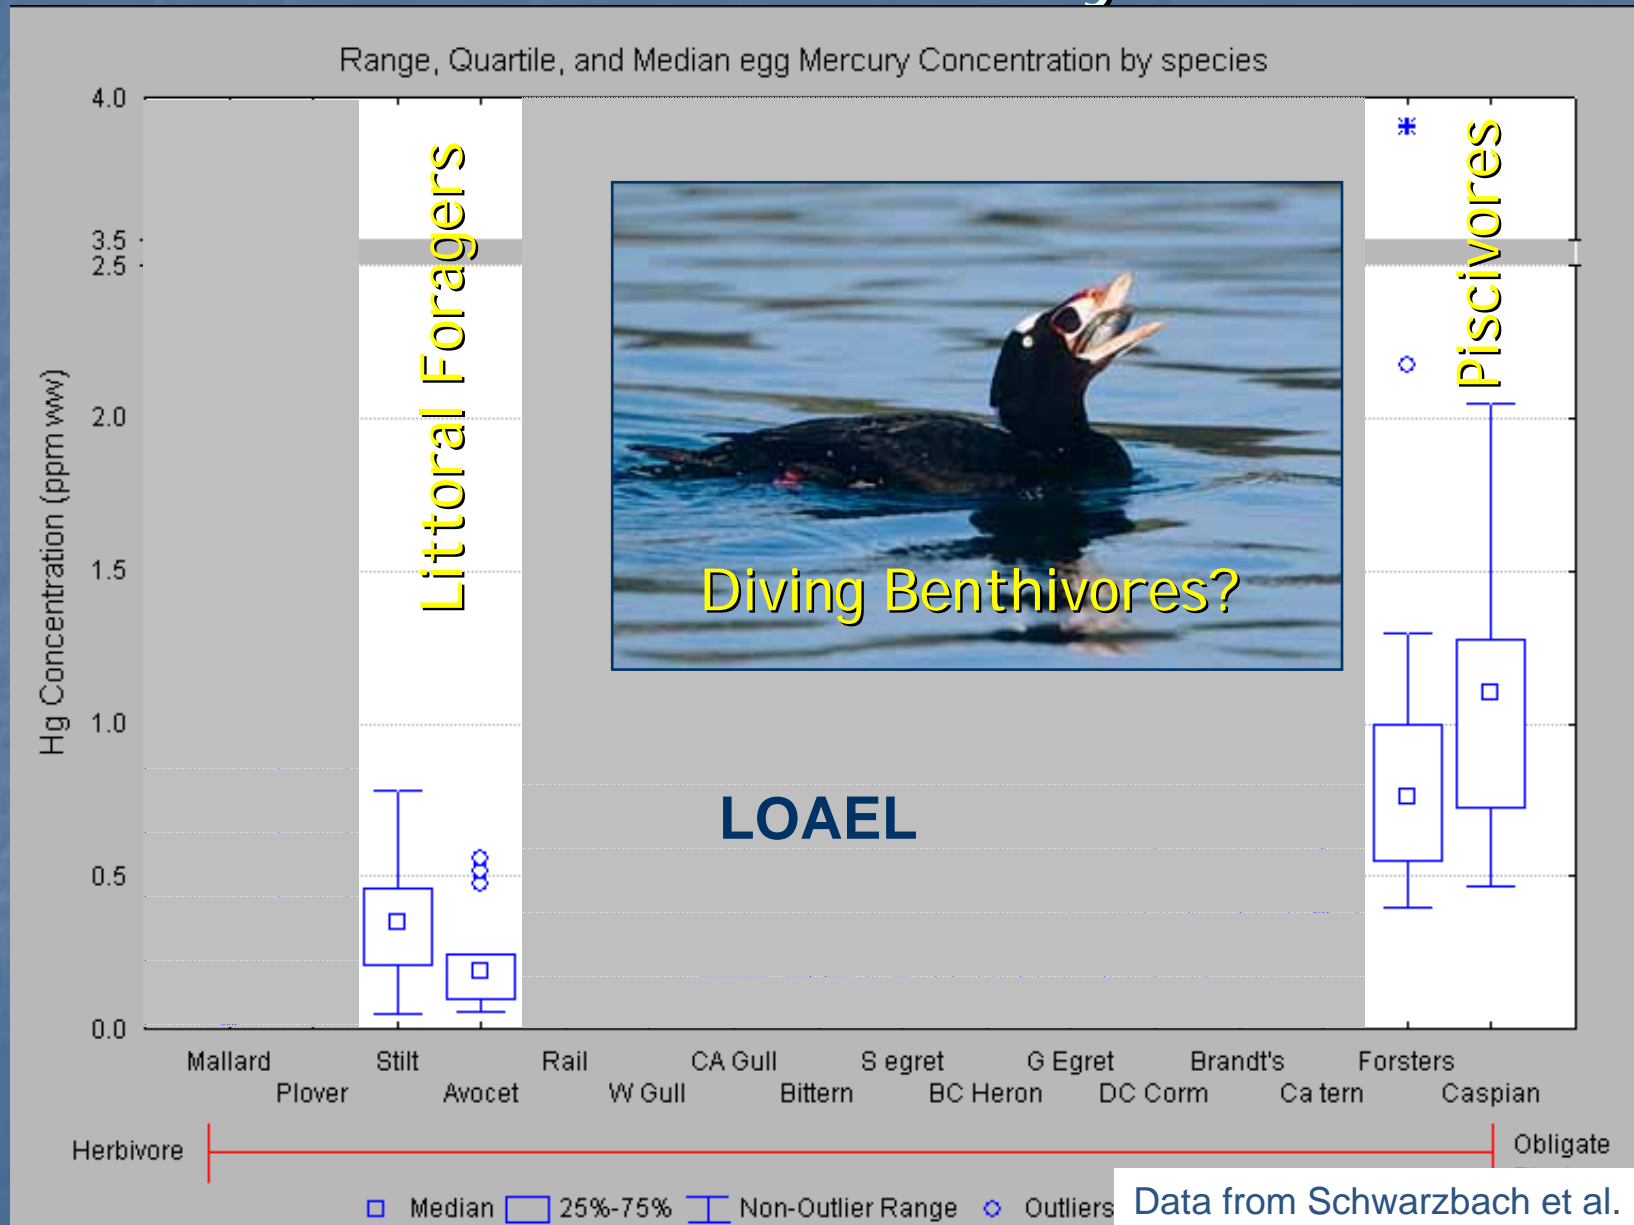 Range, Quartile, and Median egg Mercury Concentration by species
4.0
3.5
2.5
2.0
1.5
1.0
0.5
0.0
Hg Concentration (ppm ww)
Littoral Foragers
Piscivores
Diving Benthivores?
LOAEL
Mallard Stilt Rail CA Gull S egret G Egret Brandt's Forsters
Plover Avocet W Gull Bittern BC Heron DC Corm Ca tern Caspian
Herbivore
Obligate
Median 25%-75% Non-Outlier Range Outliers
Data from Schwarzbach et al.